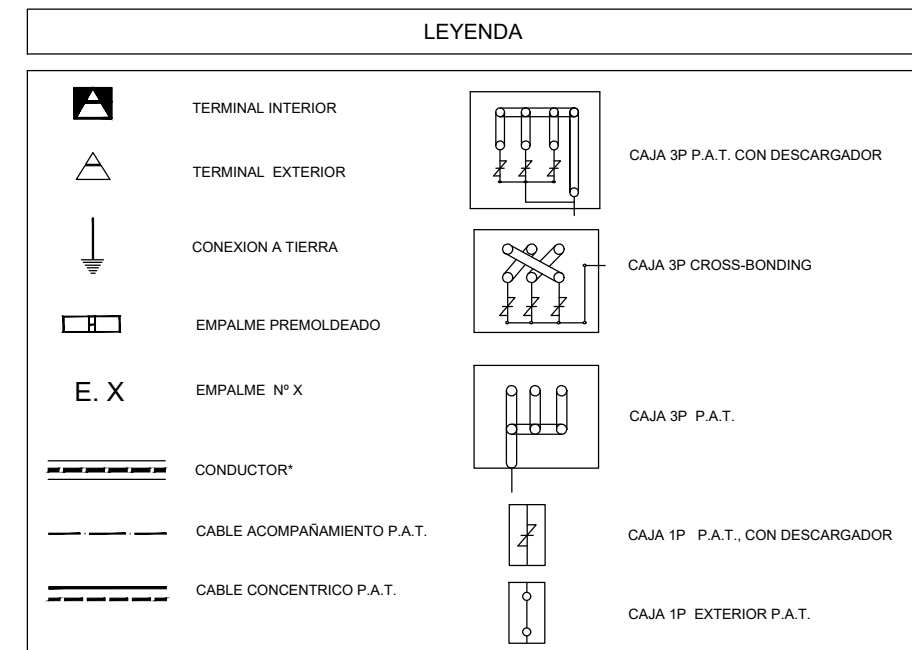 LEYENDA
TERMINAL INTERIOR
TERMINAL EXTERIOR
CONEXION A TIERRA
EMPALME PREMOLDEADO
E. X
EMPALME Nº X
CONDUCTOR*
CABLE ACOMPAÑAMIENTO P.A.T.
CABLE CONCENTRICO P.A.T.
CAJA 3P P.A.T. CON DESCARGADOR
CAJA 3P CROSS-BONDING
CAJA 3P P.A.T.
CAJA 1P P.A.T., CON DESCARGADOR
CAJA 1P EXTERIOR P.A.T.